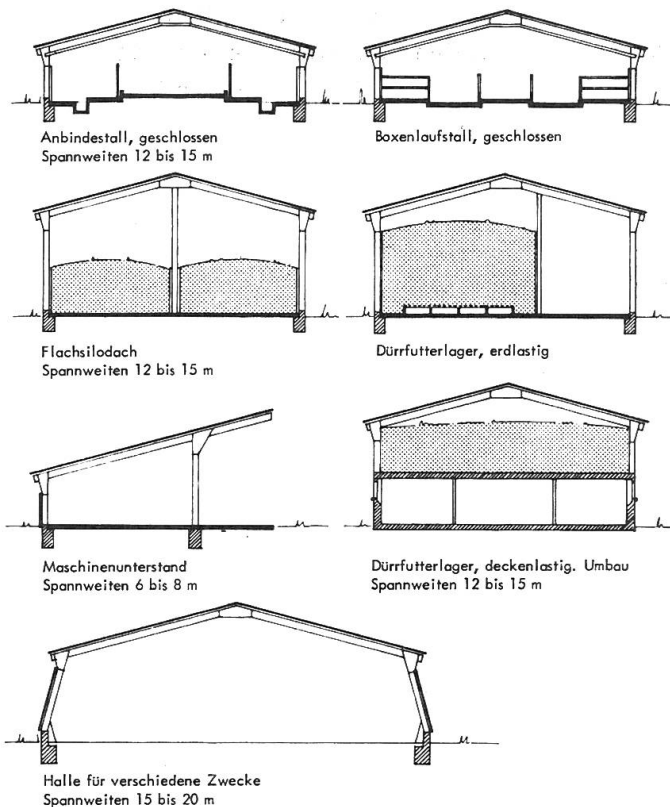 Anbindestall, geschlossen
Spannweiten 12 bis 15 m
Boxenlaufstall, geschlossen
Flachsilodach
Spannweiten 12 bis 15 m
Dürrfutterlager, erdlastig
Maschinenunterstand
Spannweiten 6 bis 8 m
Dürrfutterlager, deckenlastig. Umbau
Spannweiten 12 bis 15 m
Halle für verschiedene Zwecke
Spannweiten 15 bis 20 m